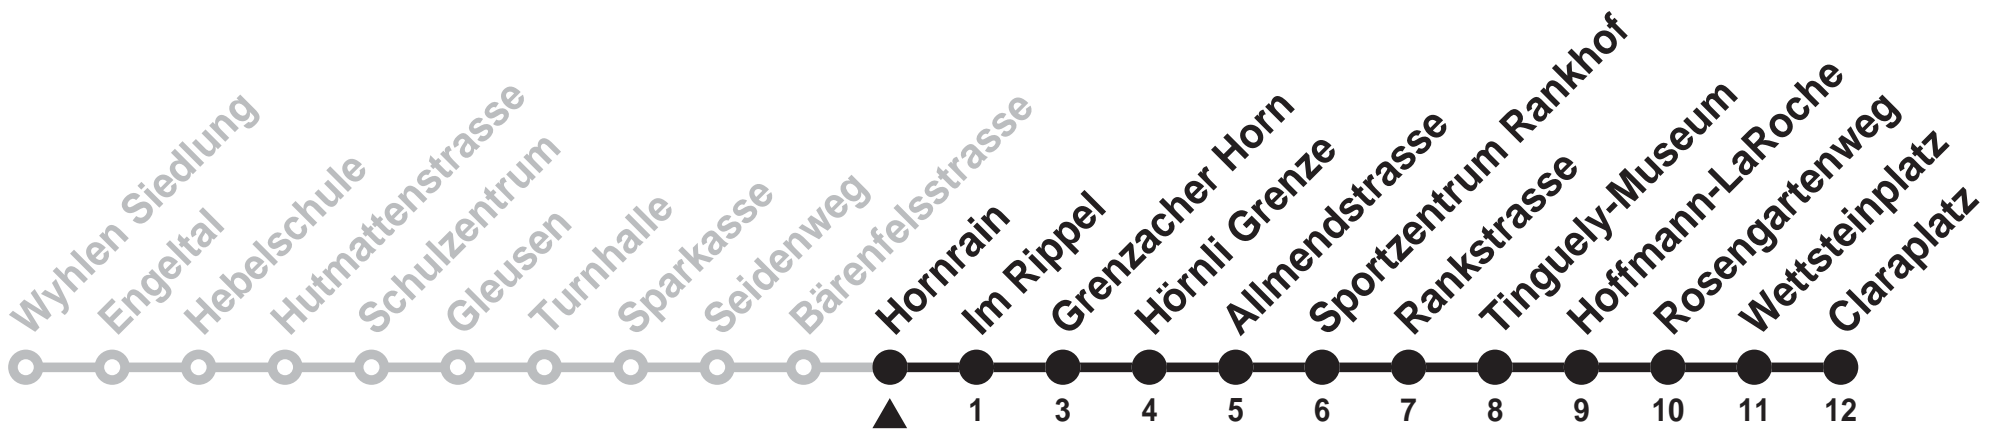 Wyhlen Siedlung
Engeltal
Hebelschule
Hutmattenstrasse
Schulzentrum
Gleusen
Turnhalle
Sparkasse
Seidenweg
Bärenfelsstrasse
Hornrain
Im Rippel
Grenzacher Horn
Hörnli Grenze
Allmendstrasse
Sportzentrum Rankhof
Rankstrasse
Tinguely-Museum
Hoffmann-LaRoche
Rosengartenweg
Wettsteinplatz
Claraplatz
1 3 4 5 6 7 8 9 10 11 12